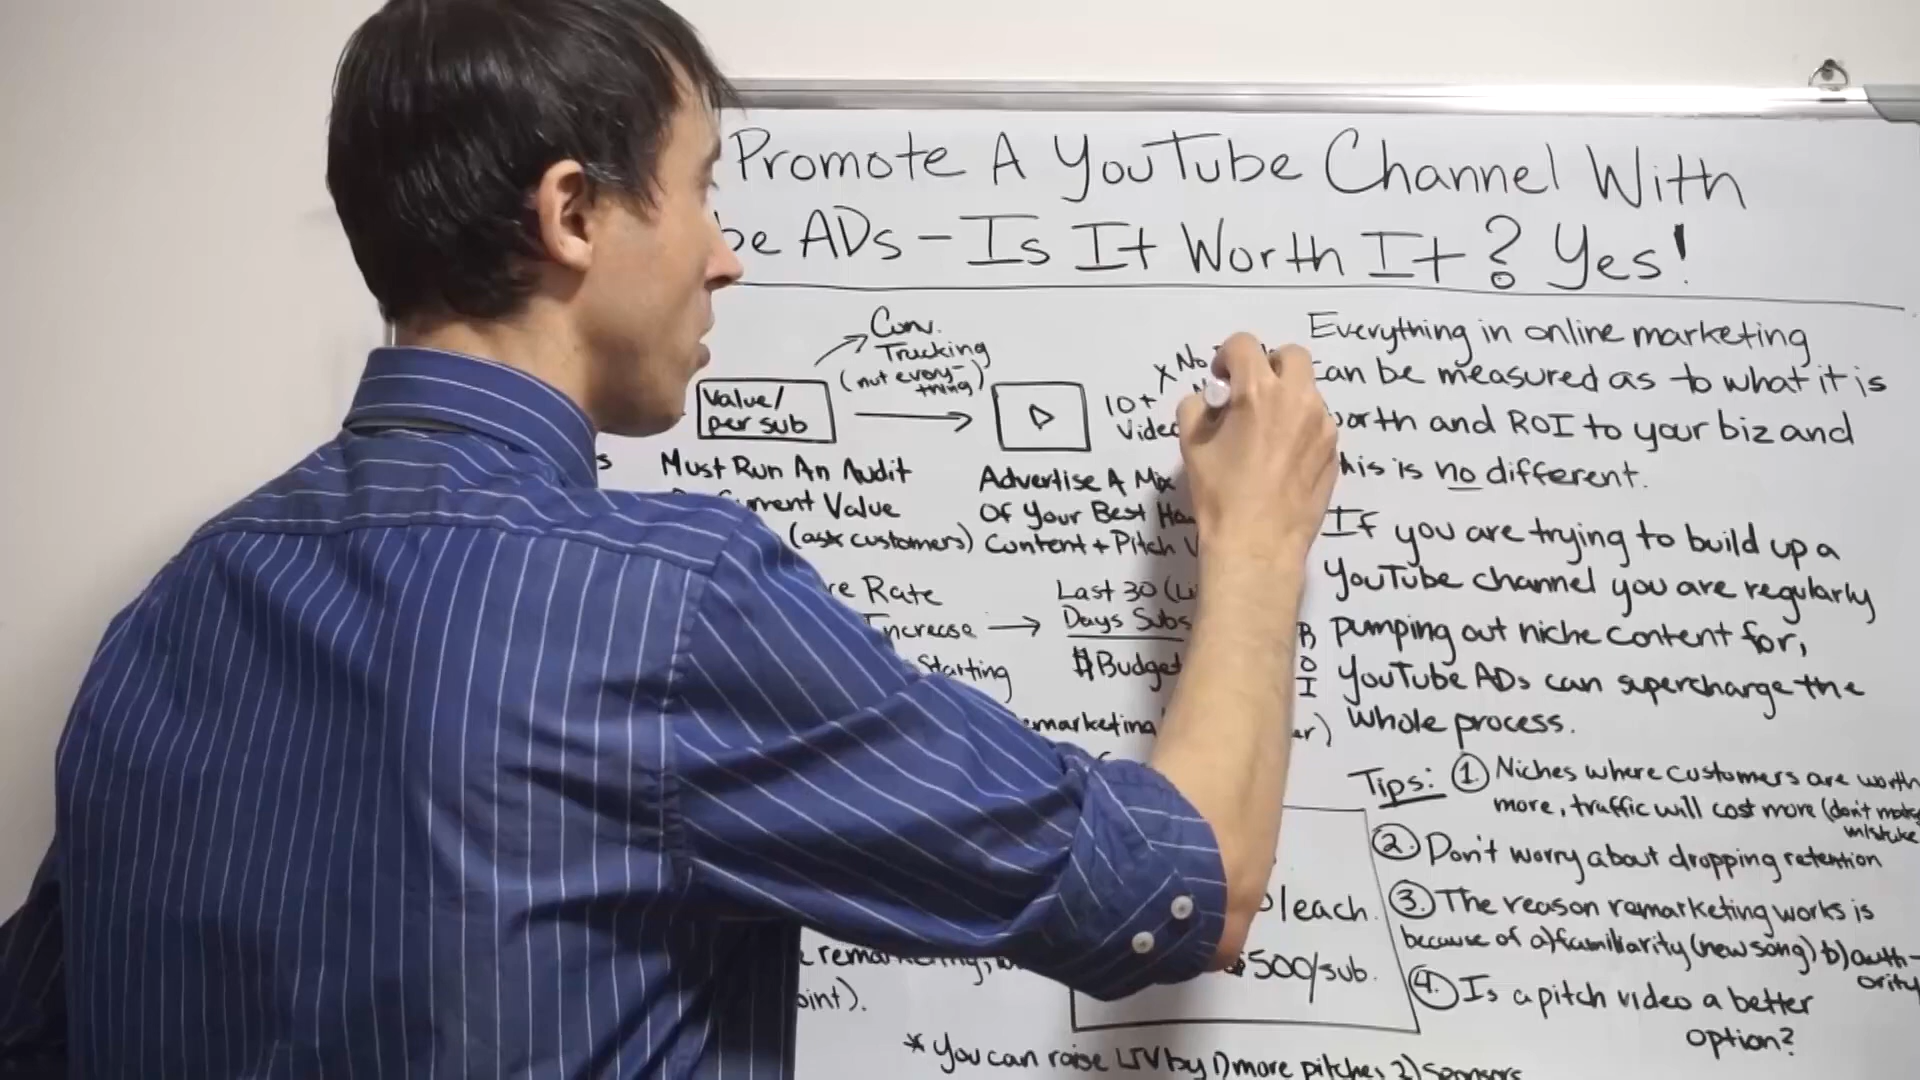 Promote A YouTube Channel With
be ADs - Is It Worth It? Yes!
Conv.
Trucking
(not every-
thing)
Value/
per sub
10+
x No
Must Run An Audit
Current Value
(ask customers)
Advertise A Mix
Of Your Best
Content + Pitch
Rate
Increase
Starting
Last 30
Days Subs
$Budget
R
O
I
Everything in online marketing
can be measured as to what it is
worth and ROI to your biz and
this is no different.
If you are trying to build up a
YouTube channel you are regularly
pumping out niche content for,
YouTube ADs can supercharge the
whole process.
Tips: 1. Niches where customers are worth
more, traffic will cost more (don't
2. Don't worry about dropping retention
3. The reason remarketing works is
because of a) familiarity (new song) b) auth-
ority
4. Is a pitch video a better
option?
/each.
$500/sub.
* You can raise LTV by 1) more pitches 2) sponsors